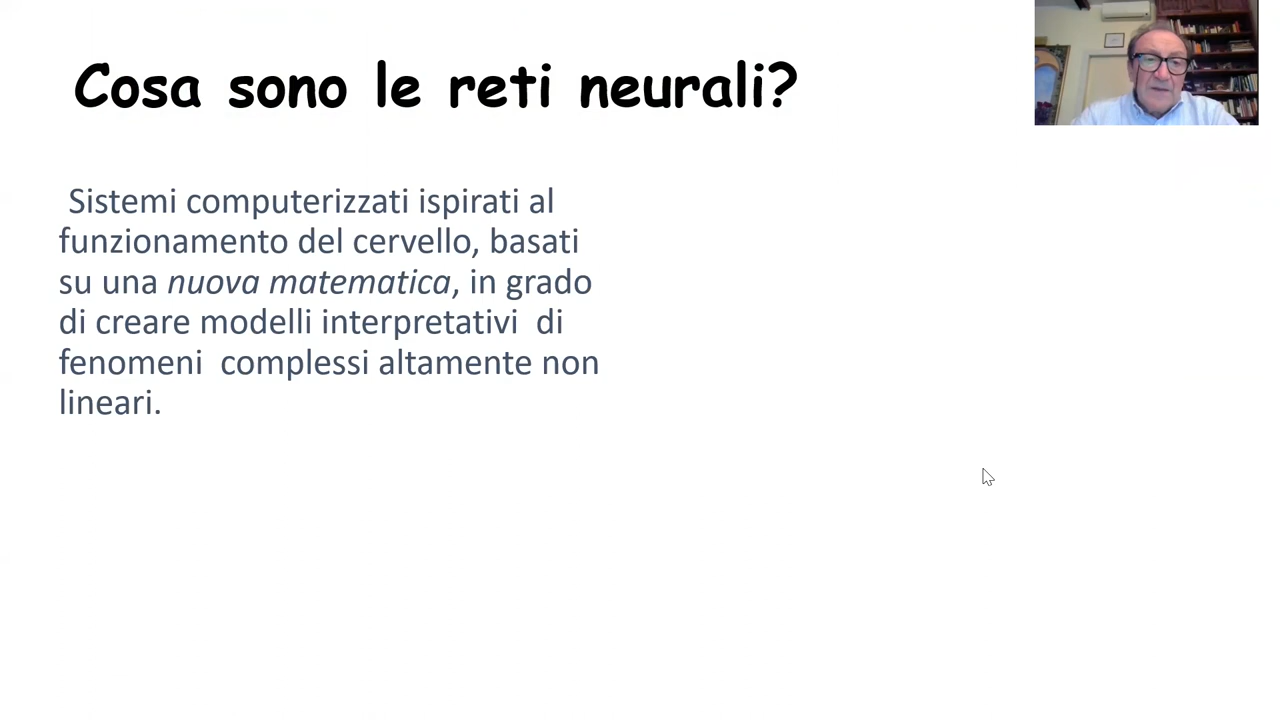 Cosa sono le reti neurali?
Sistemi computerizzati ispirati al
funzionamento del cervello, basati
su una nuova matematica, in grado
di creare modelli interpretativi  di
fenomeni  complessi altamente non
lineari.